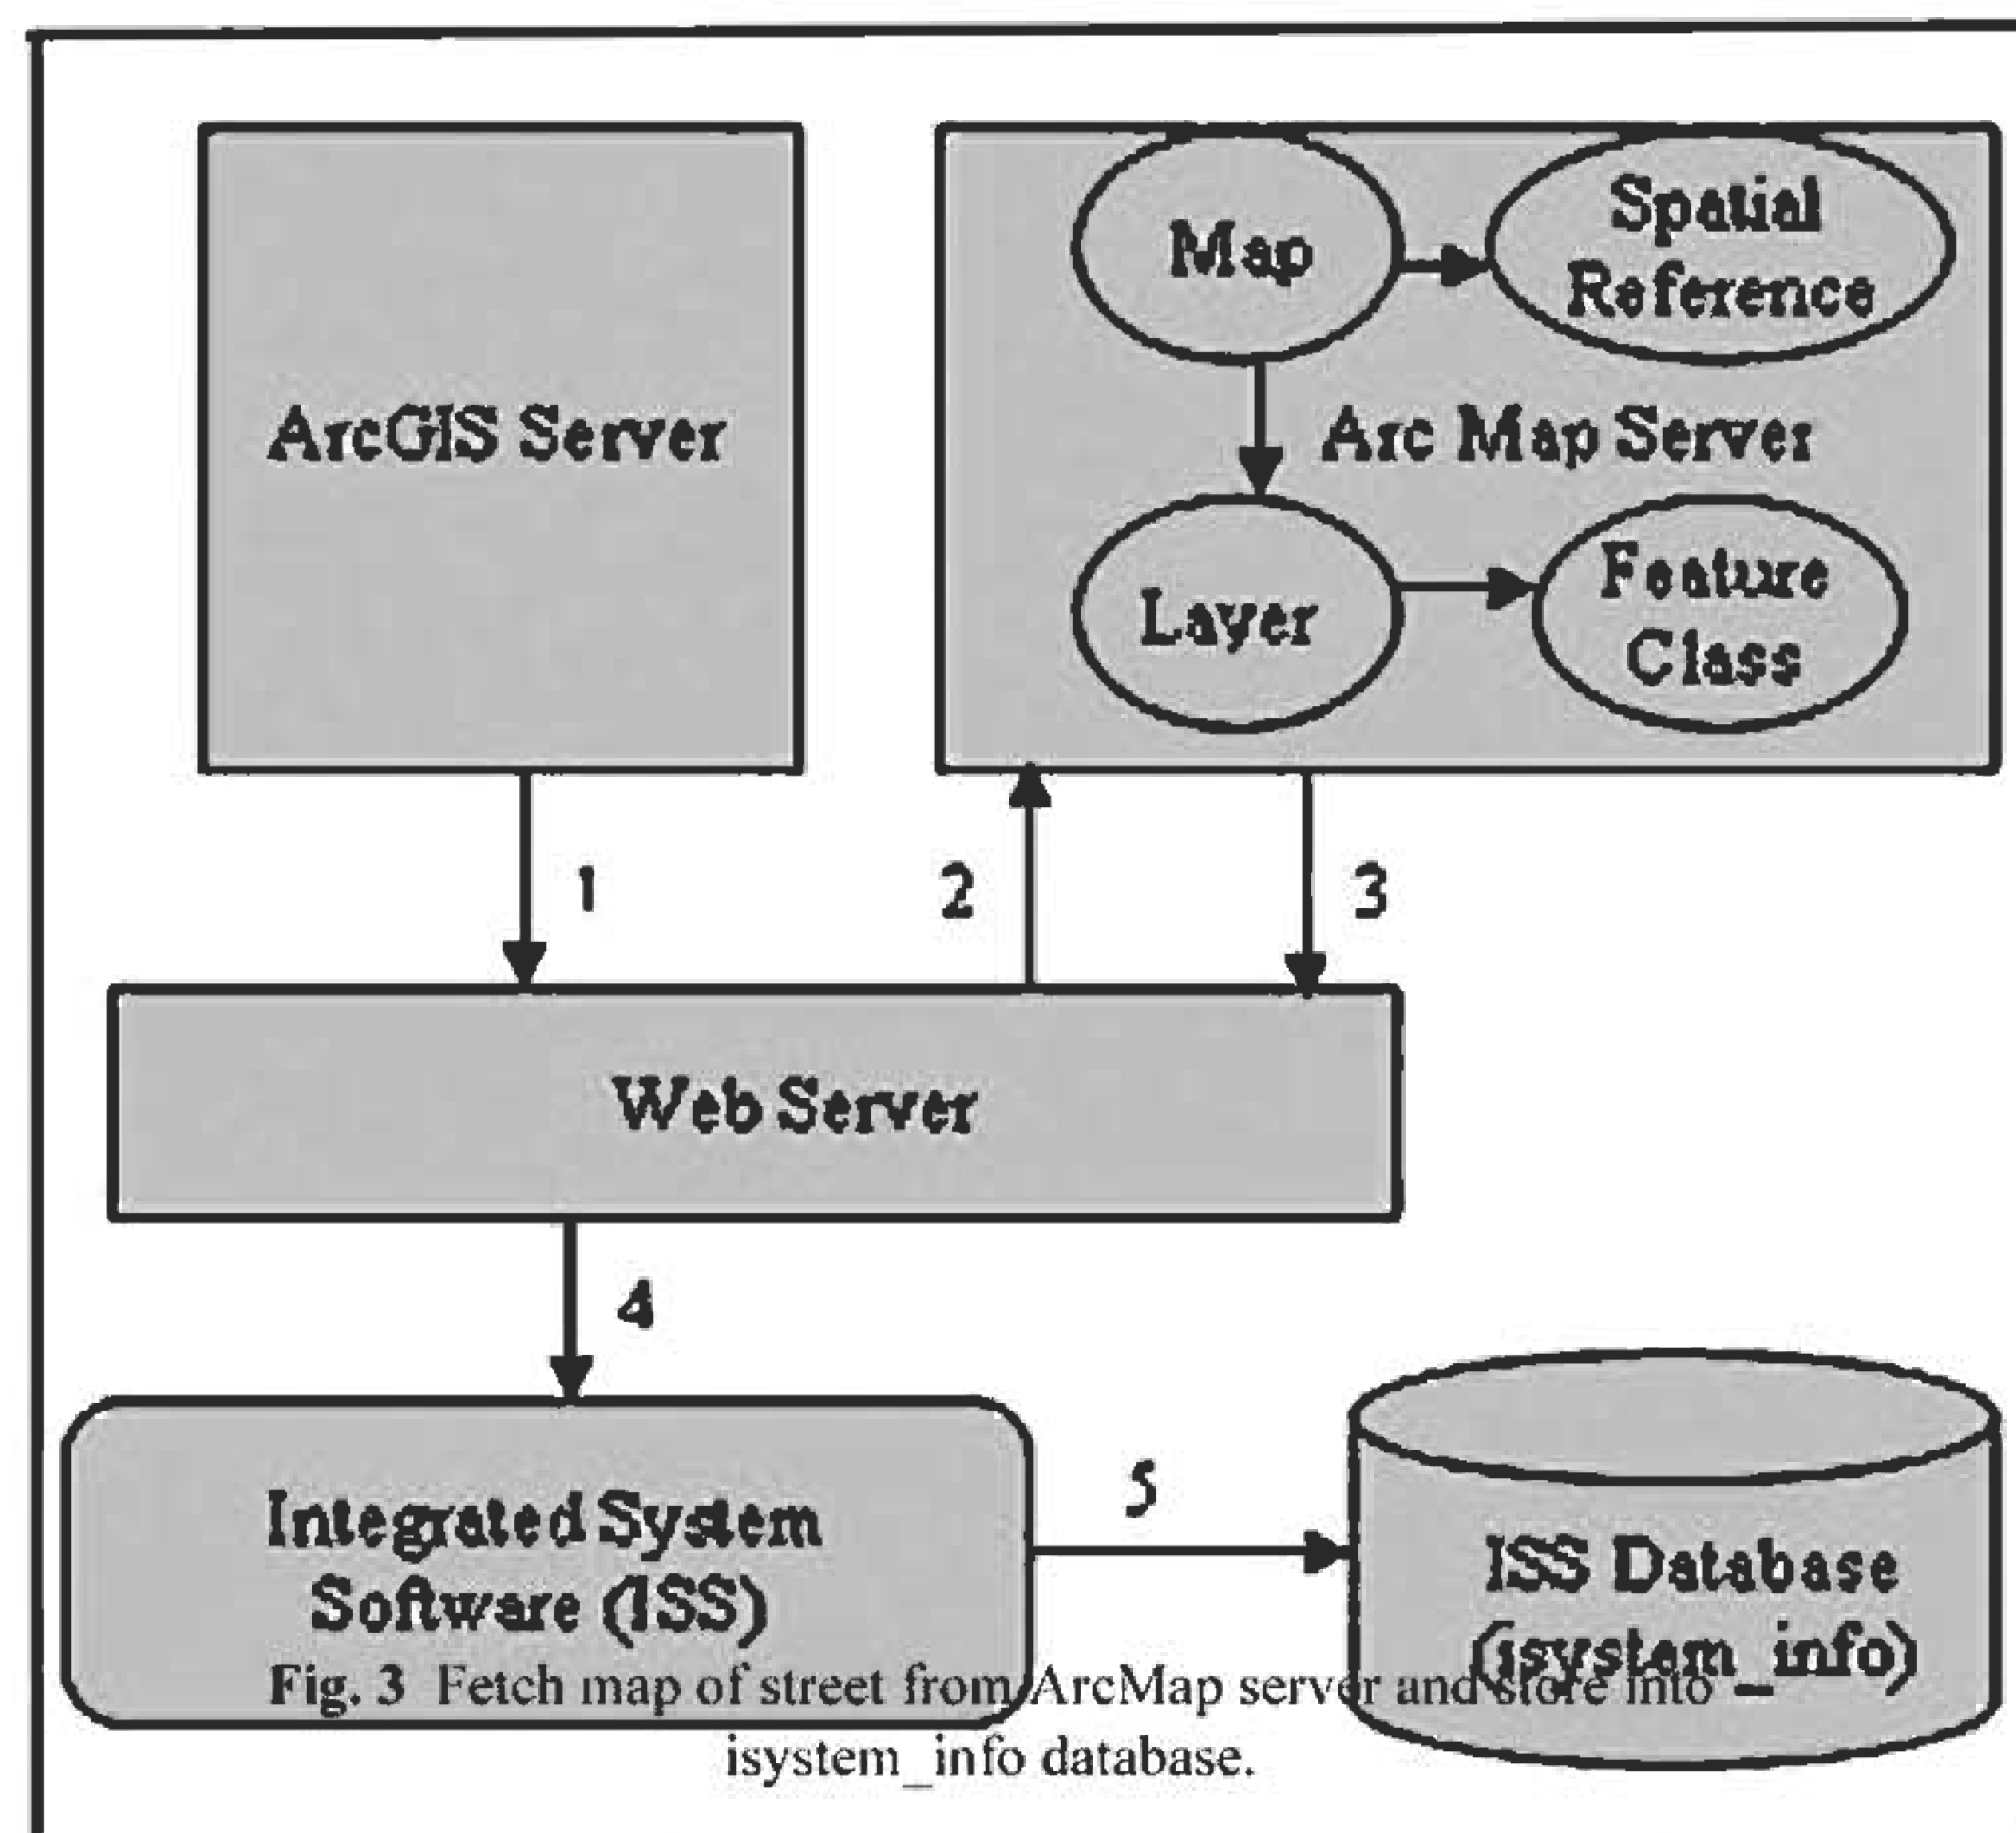 Map
Spatial
Reference
ArcGIS Server
Arc Map Server
Layer
Feature
Class
1
2
3
Web Server
4
Integrated System
Software (ISS)
5
ISS Database
(isystem_info)
Fig. 3 Fetch map of street from ArcMap server and store into
isystem_info database.